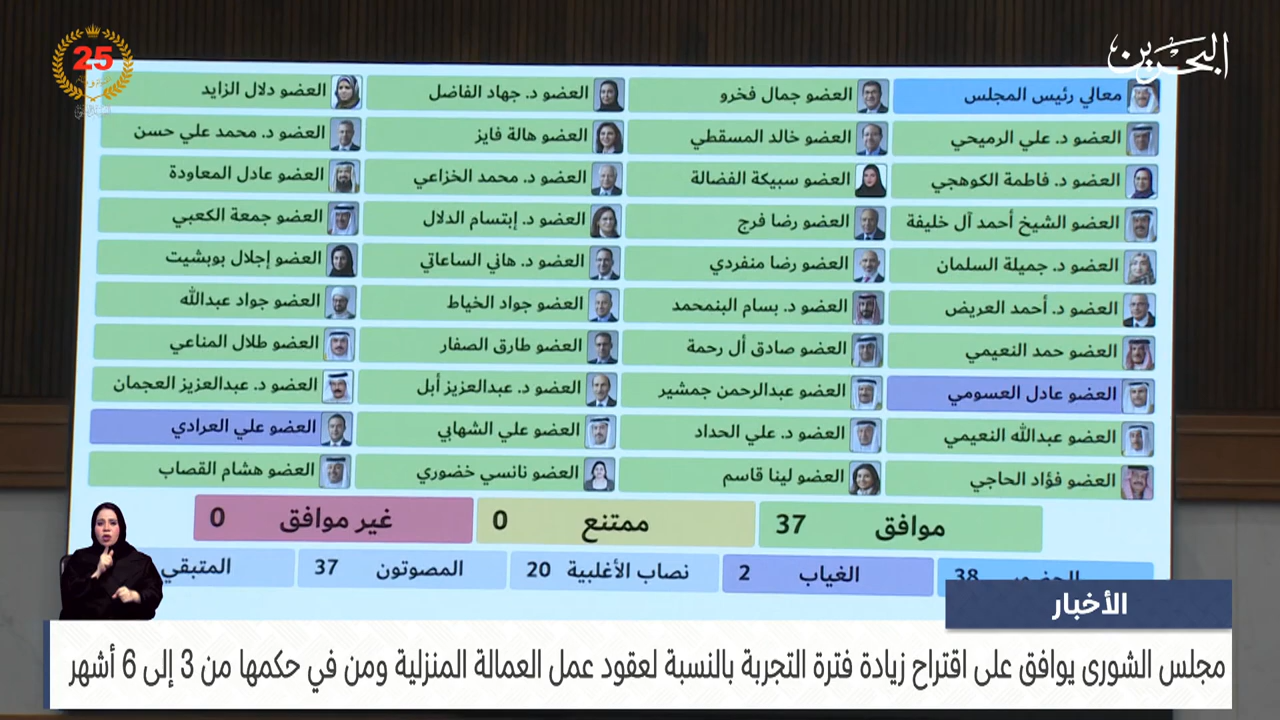 البحرين
25
معالي رئيس المجلس
العضو جمال فخرو
العضو د. جهاد الفاضل
العضو دلال الزايد
العضو د. علي الرميحي
العضو خالد المسقطي
العضو هالة فايز
العضو د. محمد علي حسن
العضو د. فاطمة الكوهجي
العضو سبيكة الفضالة
العضو د. محمد الخزاعي
العضو عادل المعاودة
العضو الشيخ أحمد آل خليفة
العضو رضا فرج
العضو د. إبتسام الدلال
العضو جمعة الكعبي
العضو د. جميلة السلمان
العضو رضا منفردي
العضو د. هاني الساعاتي
العضو إجلال بوبشيت
العضو د. أحمد العريض
العضو د. بسام البنمحمد
العضو جواد الخياط
العضو جواد عبدالله
العضو حمد النعيمي
العضو صادق أل رحمة
العضو طارق الصفار
العضو طلال المناعي
العضو عادل العسومي
العضو عبدالرحمن جمشير
العضو د. عبدالعزيز أبل
العضو د. عبدالعزيز العجمان
العضو عبدالله النعيمي
العضو د. علي الحداد
العضو علي الشهابي
العضو علي العرادي
العضو فؤاد الحاجي
العضو لينا قاسم
العضو نانسي خضوري
العضو هشام القصاب
موافق 37
ممتنع 0
غير موافق 0
الحضور 38
الغياب 2
نصاب الأغلبية 20
المصوتون 37
المتبقي
الأخبار
مجلس الشورى يوافق على اقتراح زيادة فترة التجربة بالنسبة لعقود عمل العمالة المنزلية ومن في حكمها من 3 إلى 6 أشهر